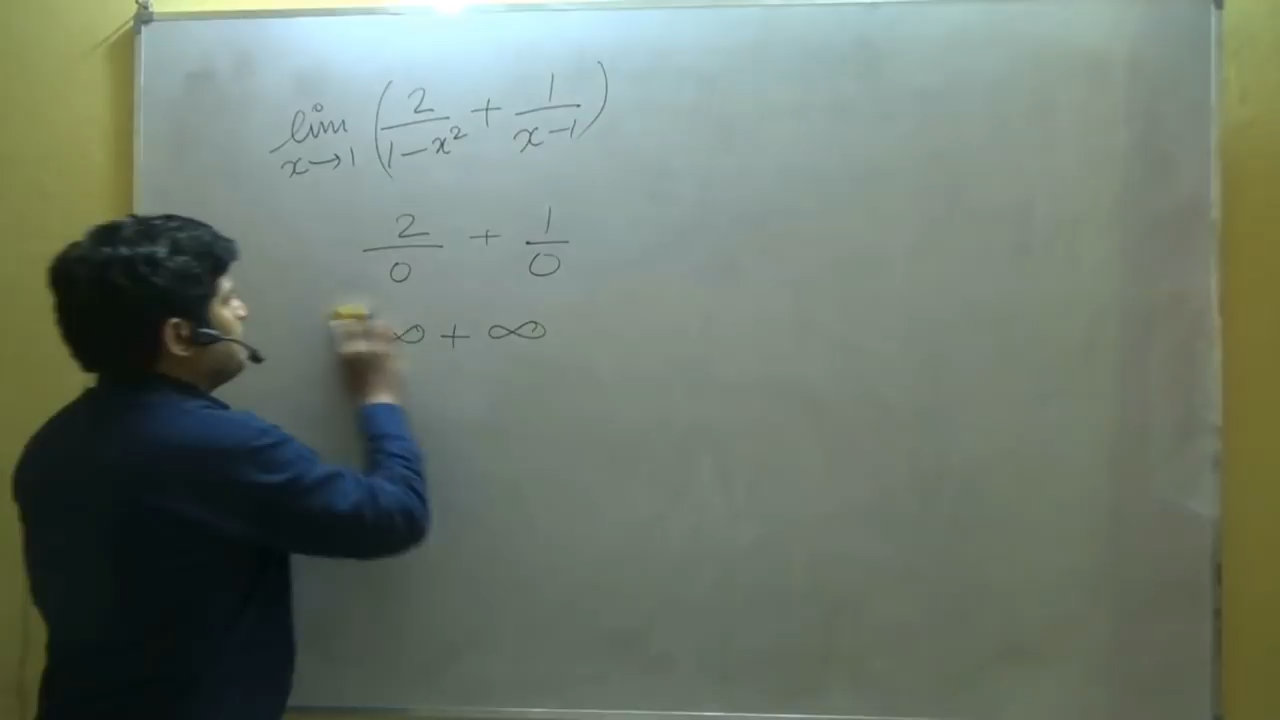 lim x→1 (2/(1-x²) + 1/(x-1))
2/0 + 1/0
∞ + ∞